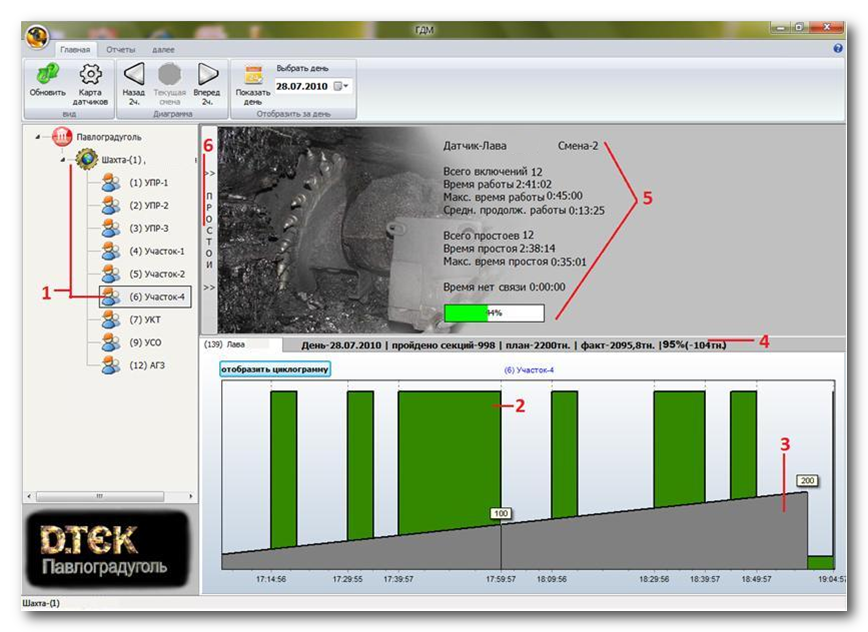 ГДМ
Главная Отчеты далее
Обновить Карта датчиков Назад 2ч. Текущая смена Вперед 2ч. Показать день Выбрать день 28.07.2010
вид Диаграмма Отобразить за день
Павлоградуголь
Шахта-(1) ,
(1) УПР-1
(2) УПР-2
(3) УПР-3
(4) Участок-1
(5) Участок-2
(6) Участок-4
(7) УКТ
(9) УСО
(12) АГЗ
1
6
>> ПРОСТОИ >>
Датчик-Лава Смена-2
Всего включений 12
Время работы 2:41:02
Макс. время работы 0:45:00
Средн. продолж. работы 0:13:25
Всего простоев 12
Время простоя 2:38:14
Макс. время простоя 0:35:01
Время нет связи 0:00:00
5
(139) Лава День-28.07.2010 | пройдено секций-998 | план-2200тн. | факт-2095,8тн. |95%(-104тн.)
4
отобразить циклограмму (6) Участок-4
2
3
100
200
17:14:56 17:29:55 17:39:57 17:59:57 18:09:56 18:29:56 18:39:57 18:49:57
ДТЄК
Павлоградуголь
Шахта-(1)